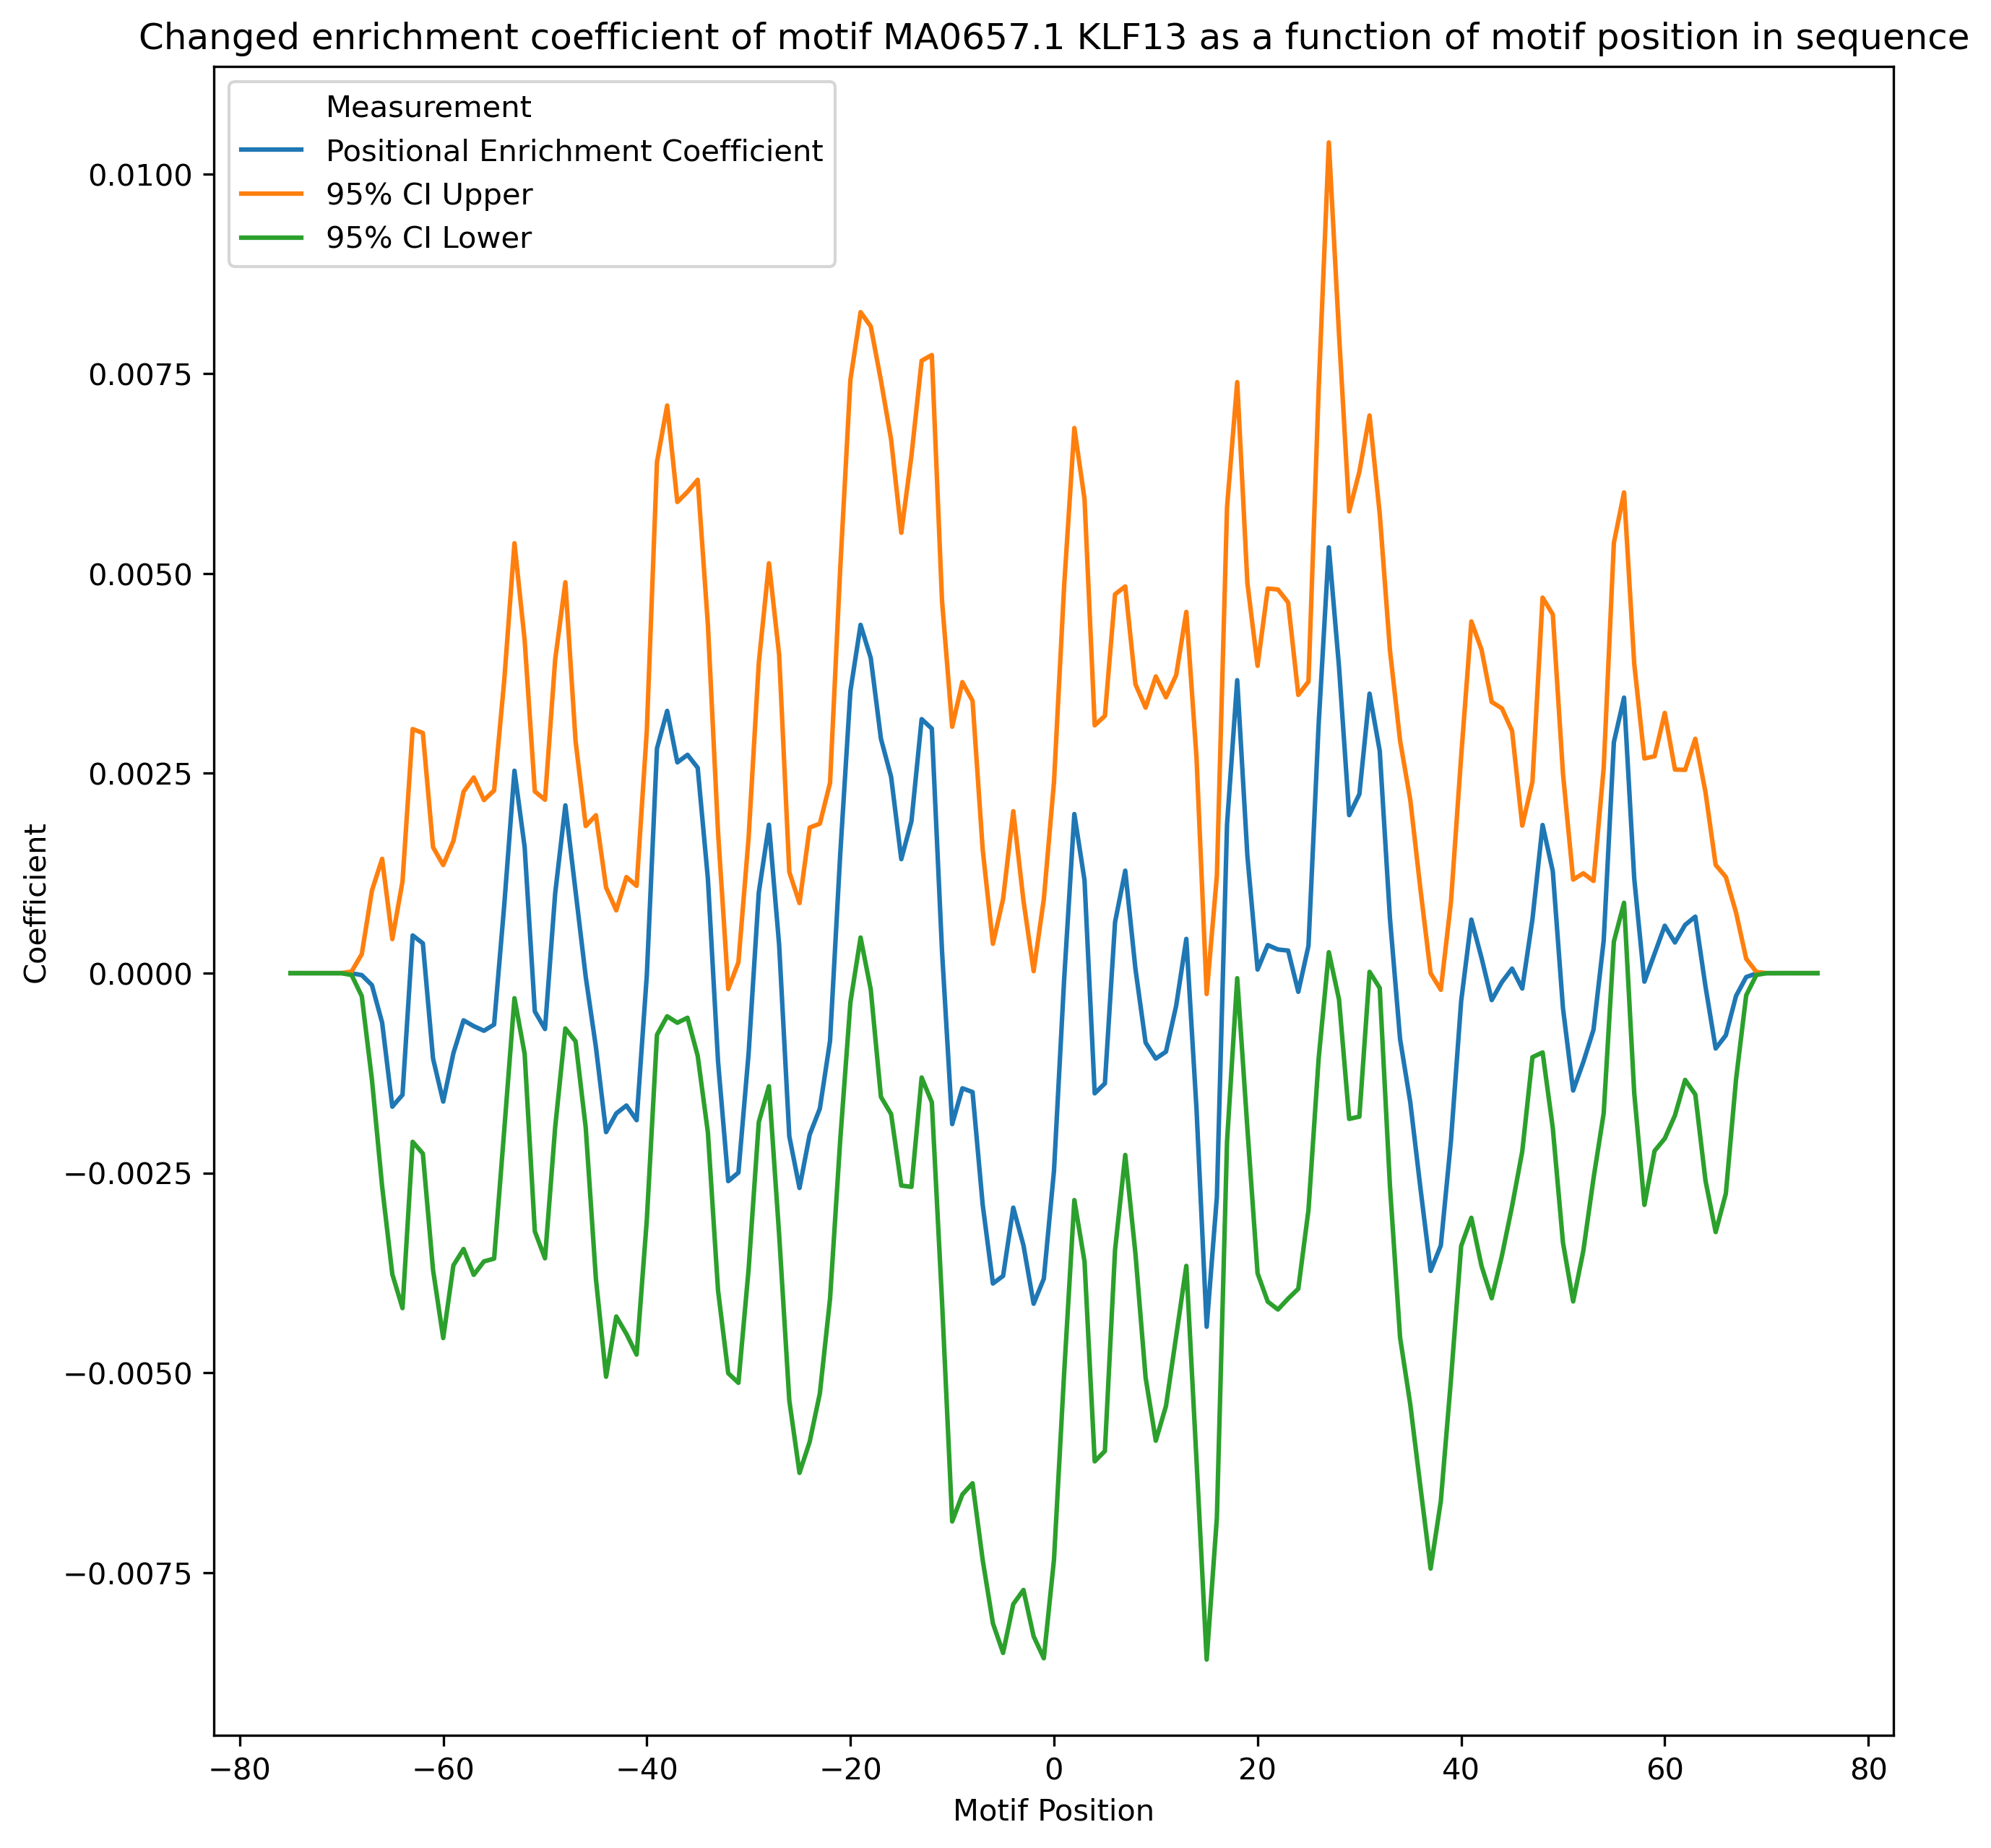 Changed enrichment coefficient of motif MA0657.1 KLF13 as a function of motif position in sequence
Measurement
Positional Enrichment Coefficient
95% CI Upper
95% CI Lower
0.0100
0.0075
0.0050
0.0025
0.0000
−0.0025
−0.0050
−0.0075
Coefficient
−80 −60 −40 −20 0 20 40 60 80
Motif Position